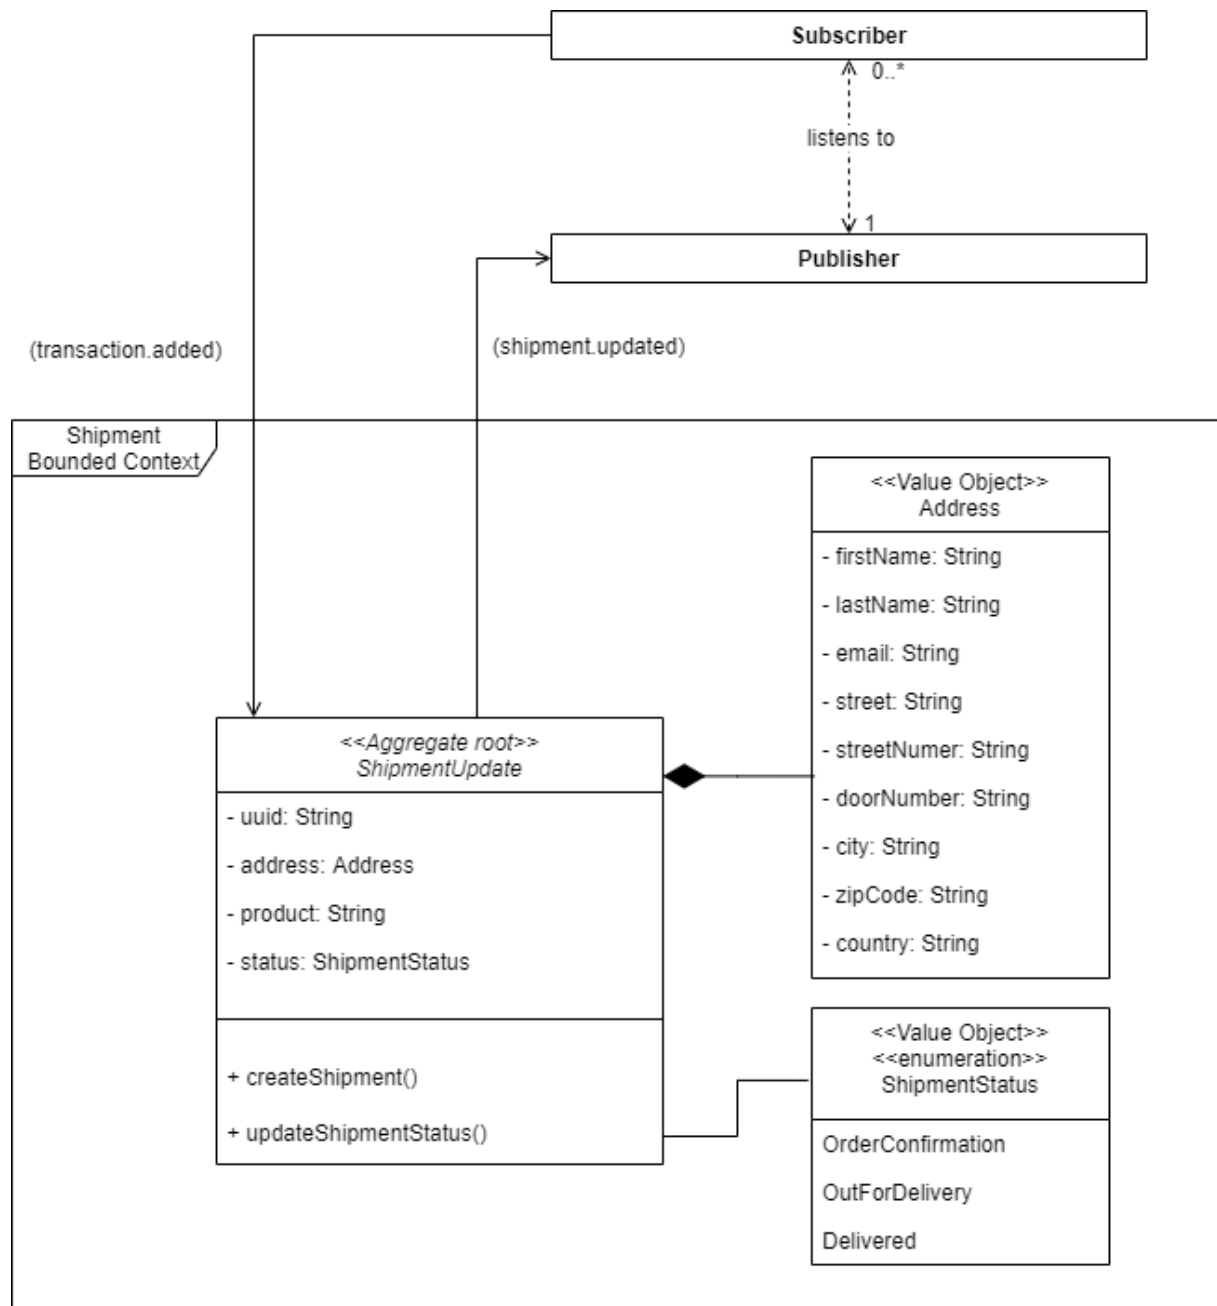 Subscriber
0..*
listens to
1
Publisher
(transaction.added)
(shipment.updated)
Shipment
Bounded Context
<<Value Object>>
Address
- firstName: String
- lastName: String
- email: String
- street: String
- streetNumer: String
- doorNumber: String
- city: String
- zipCode: String
- country: String
<<Aggregate root>>
ShipmentUpdate
- uuid: String
- address: Address
- product: String
- status: ShipmentStatus
+ createShipment()
+ updateShipmentStatus()
<<Value Object>>
<<enumeration>>
ShipmentStatus
OrderConfirmation
OutForDelivery
Delivered